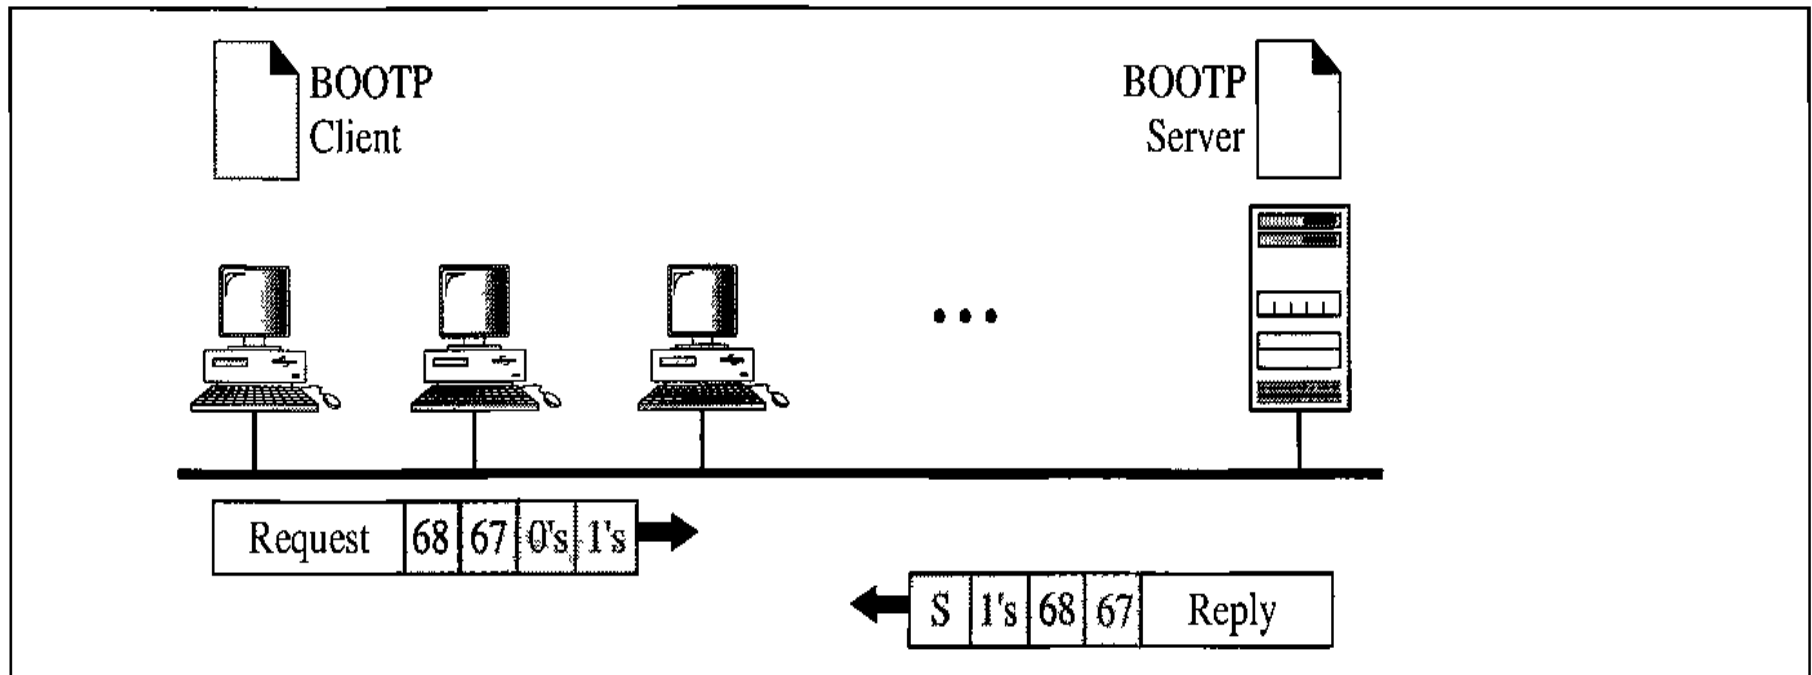 BOOTP
Client
BOOTP
Server
Request 68 67 0's 1's
S 1's 68 67 Reply